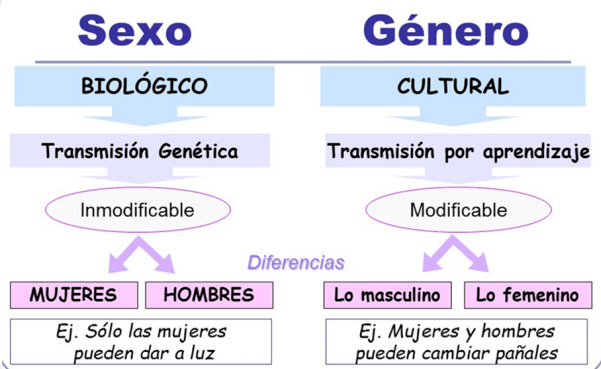 Sexo
Género
BIOLÓGICO
CULTURAL
Transmisión Genética
Transmisión por aprendizaje
Inmodificable
Modificable
Diferencias
MUJERES
HOMBRES
Lo masculino
Lo femenino
Ej. Sólo las mujeres
pueden dar a luz
Ej. Mujeres y hombres
pueden cambiar pañales